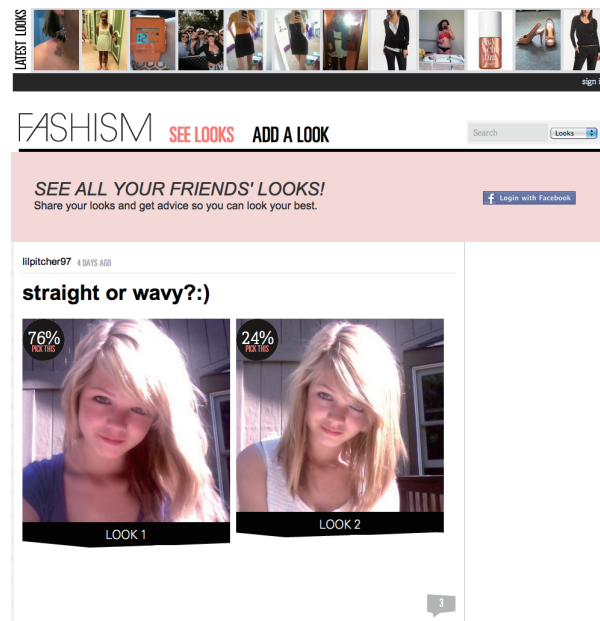 LATEST LOOKS
sign i
FASHISM SEE LOOKS ADD A LOOK
Search Looks
SEE ALL YOUR FRIENDS' LOOKS!
Share your looks and get advice so you can look your best.
f Login with Facebook
lilpitcher97 4 DAYS AGO
straight or wavy?:)
76%
PICK THIS
24%
PICK THIS
LOOK 1
LOOK 2
3